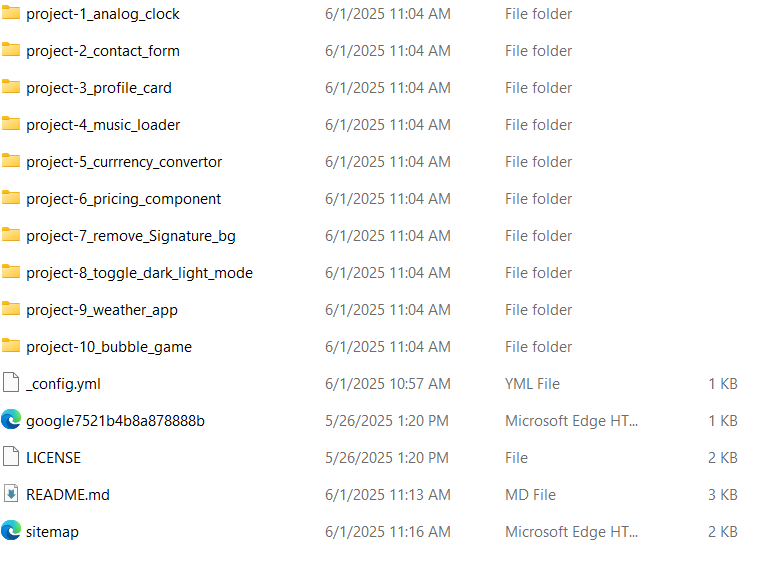 project-1_analog_clock 6/1/2025 11:04 AM File folder
project-2_contact_form 6/1/2025 11:04 AM File folder
project-3_profile_card 6/1/2025 11:04 AM File folder
project-4_music_loader 6/1/2025 11:04 AM File folder
project-5_currrency_convertor 6/1/2025 11:04 AM File folder
project-6_pricing_component 6/1/2025 11:04 AM File folder
project-7_remove_Signature_bg 6/1/2025 11:04 AM File folder
project-8_toggle_dark_light_mode 6/1/2025 11:04 AM File folder
project-9_weather_app 6/1/2025 11:04 AM File folder
project-10_bubble_game 6/1/2025 11:04 AM File folder
_config.yml 6/1/2025 10:57 AM YML File 1 KB
google7521b4b8a878888b 5/26/2025 1:20 PM Microsoft Edge HT... 1 KB
LICENSE 5/26/2025 1:20 PM File 2 KB
README.md 6/1/2025 11:13 AM MD File 3 KB
sitemap 6/1/2025 11:16 AM Microsoft Edge HT... 2 KB